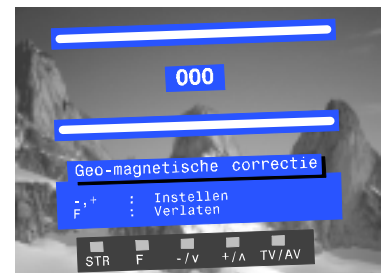 000
Geo-magnetische correctie
-,+ : Instellen
F : Verlaten
STR F -/∨ +/∧ TV/AV